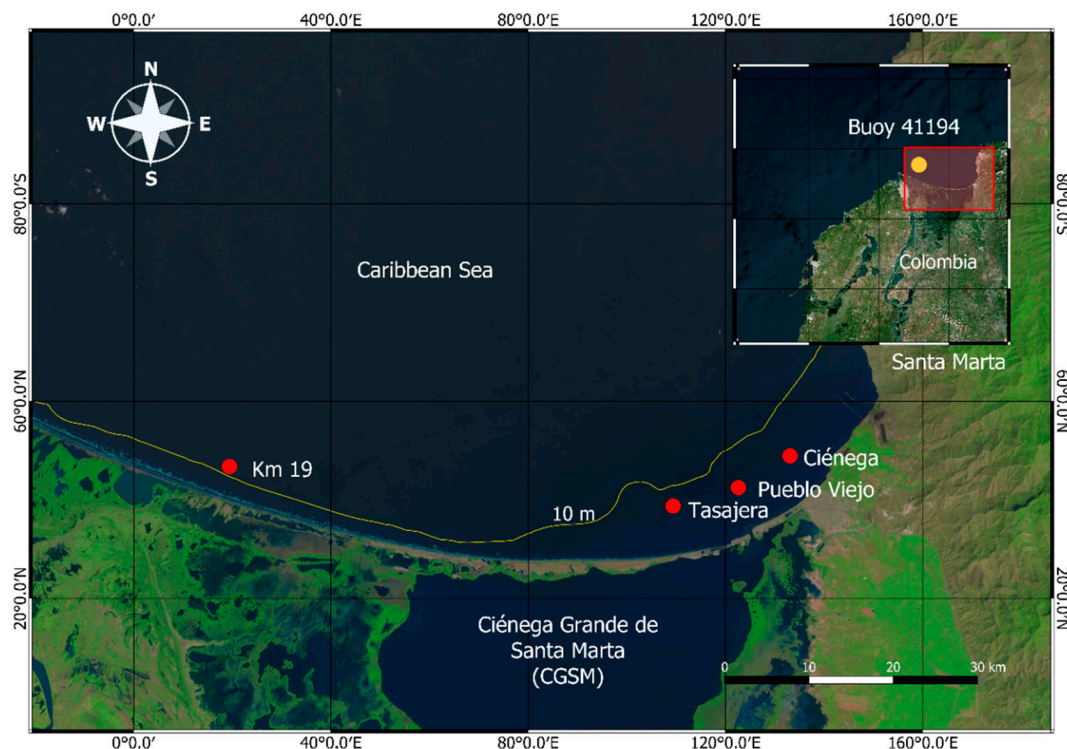 0°0.0′ 40°0.0′E 80°0.0′E 120°0.0′E 160°0.0′E
N
W E
S
Buoy 41194
80°0.0′S 80°0.0′S
Colombia
Caribbean Sea
Santa Marta
60°0.0′N 60°0.0′N
Km 19
Ciénega
Pueblo Viejo
Tasajera
10 m
20°0.0′N 20°0.0′N
Ciénega Grande de
Santa Marta
(CGSM)
0 10 20 30 km
0°0.0′ 40°0.0′E 80°0.0′E 120°0.0′E 160°0.0′E